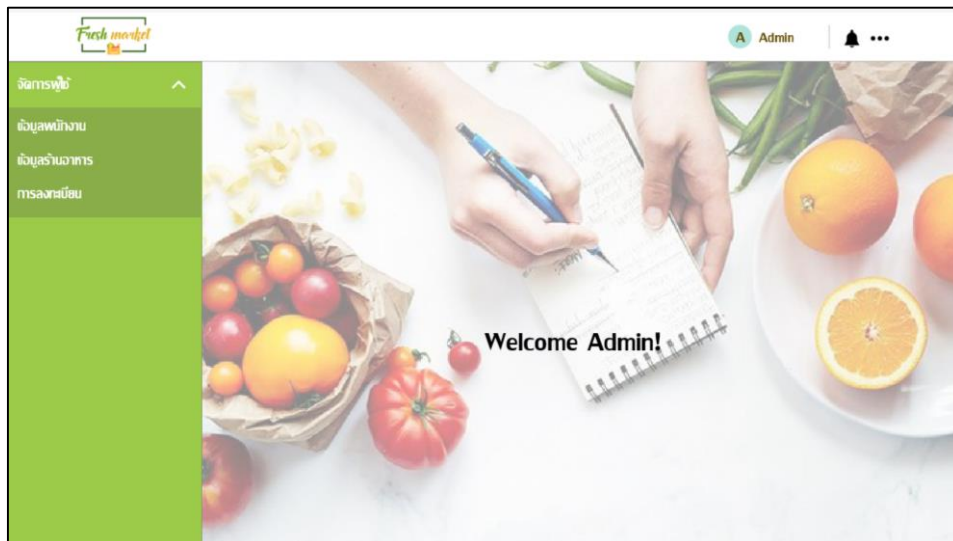 Fresh market
A Admin
จัดการผู้ใช้
ข้อมูลพนักงาน
ข้อมูลร้านอาหาร
การลงทะเบียน
Welcome Admin!